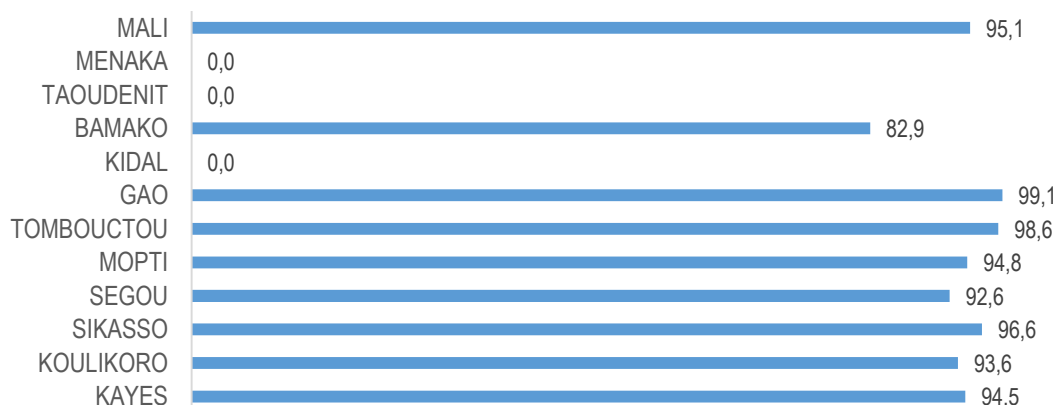 MALI 95,1
MENAKA 0,0
TAOUDENIT 0,0
BAMAKO 82,9
KIDAL 0,0
GAO 99,1
TOMBOUCTOU 98,6
MOPTI 94,8
SEGOU 92,6
SIKASSO 96,6
KOULIKORO 93,6
KAYES 94,5